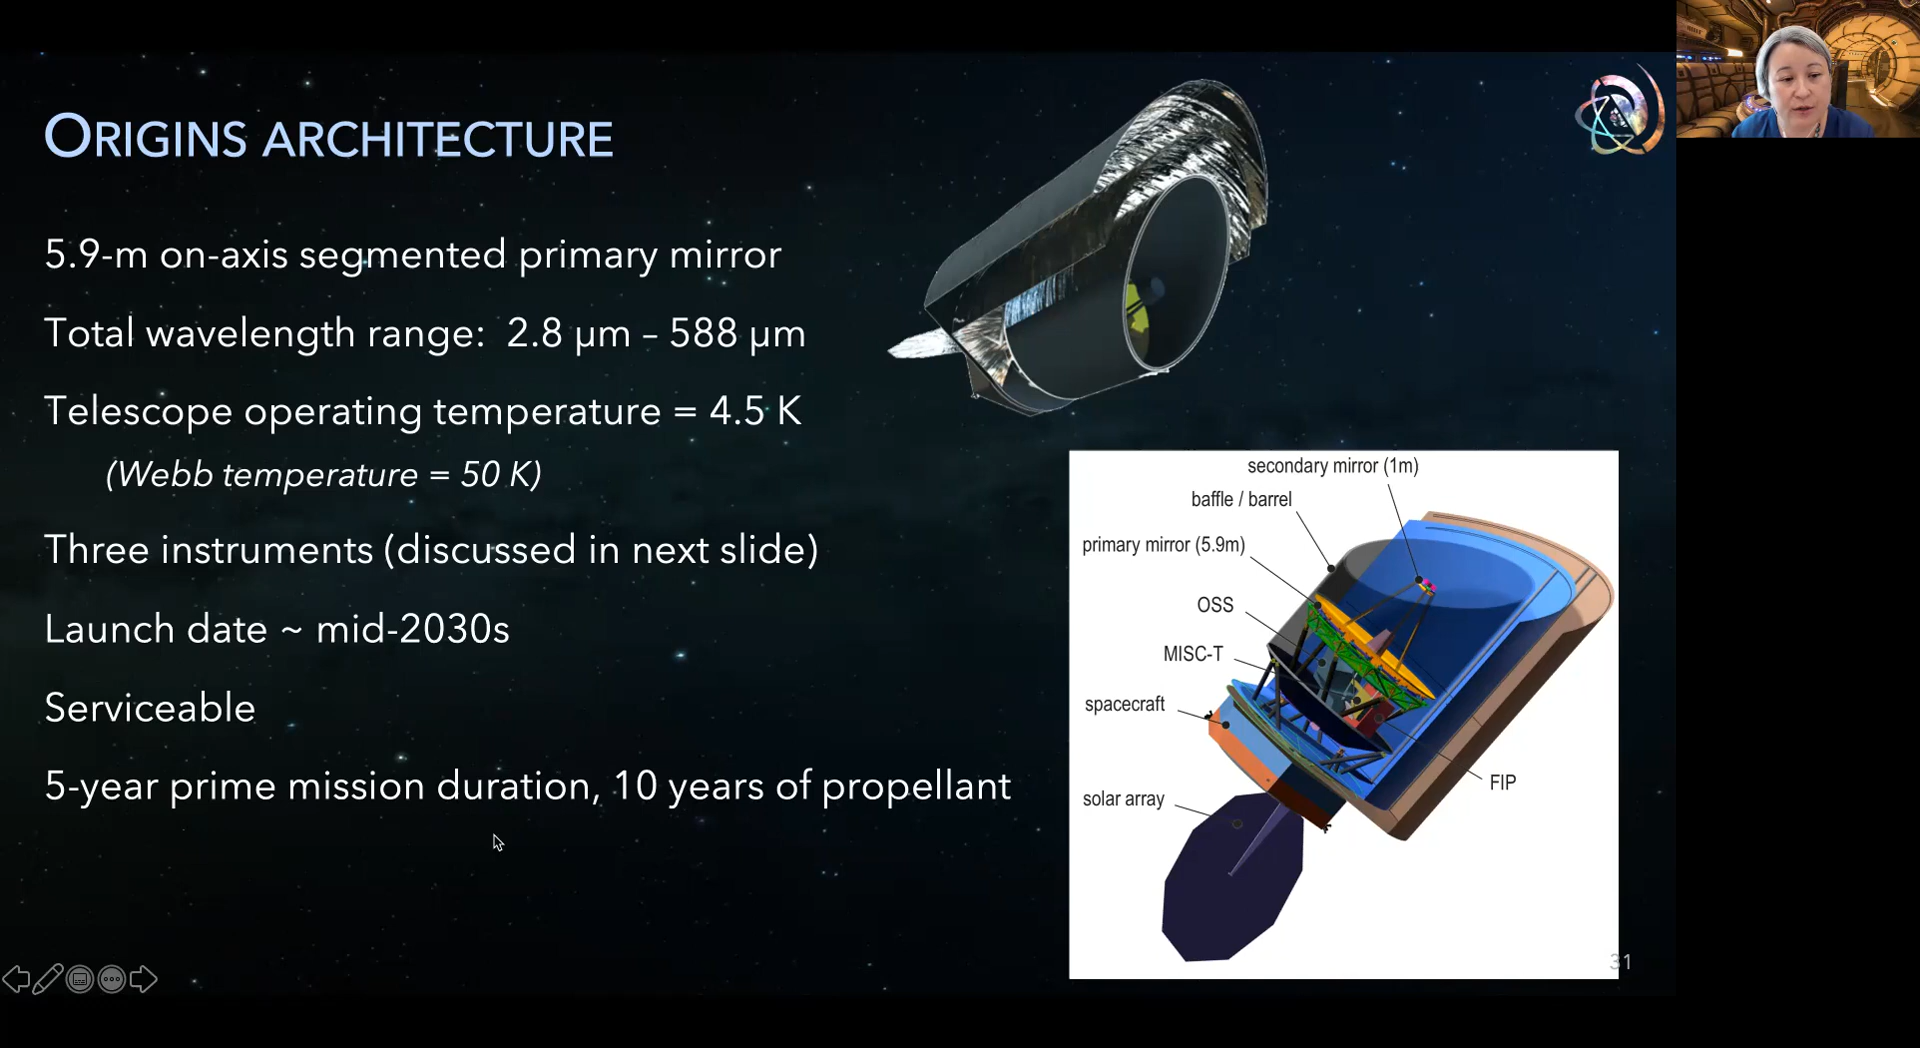 ORIGINS ARCHITECTURE
5.9-m on-axis segmented primary mirror
Total wavelength range:  2.8 µm – 588 µm
Telescope operating temperature = 4.5 K
(Webb temperature = 50 K)
Three instruments (discussed in next slide)
Launch date ~ mid-2030s
Serviceable
5-year prime mission duration, 10 years of propellant
secondary mirror (1m)
baffle / barrel
primary mirror (5.9m)
OSS
MISC-T
spacecraft
FIP
solar array
31